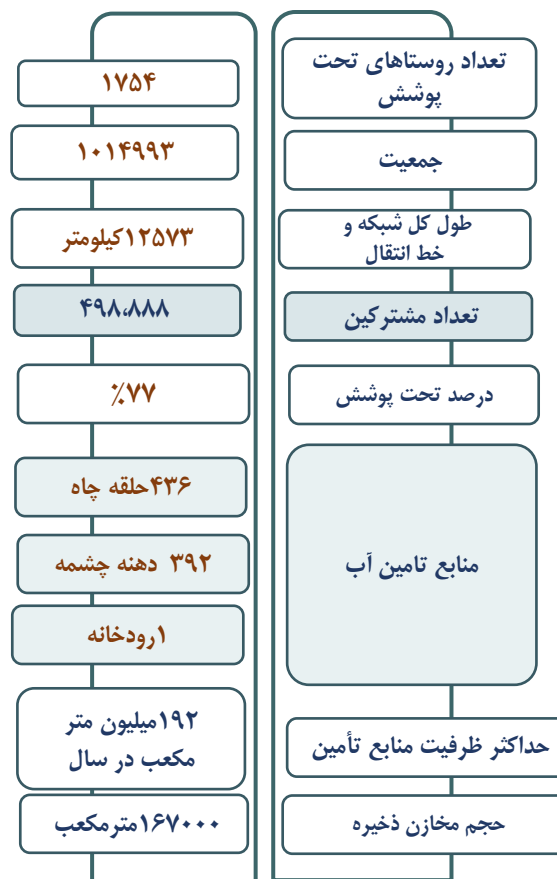 تعداد روستاهای تحت
پوشش
۱۷۵۴
جمعیت
۱۰۱۴۹۹۳
طول کل شبکه و
خط انتقال
۱۲۵۷۳کیلومتر
تعداد مشترکین
۴۹۸،۸۸۸
درصد تحت پوشش
۷۷٪
منابع تامین آب
۴۳۶حلقه چاه
۳۹۲ دهنه چشمه
۱رودخانه
حداکثر ظرفیت منابع تأمین
۱۹۲میلیون متر
مکعب در سال
حجم مخازن ذخیره
۱۶۷۰۰۰مترمکعب